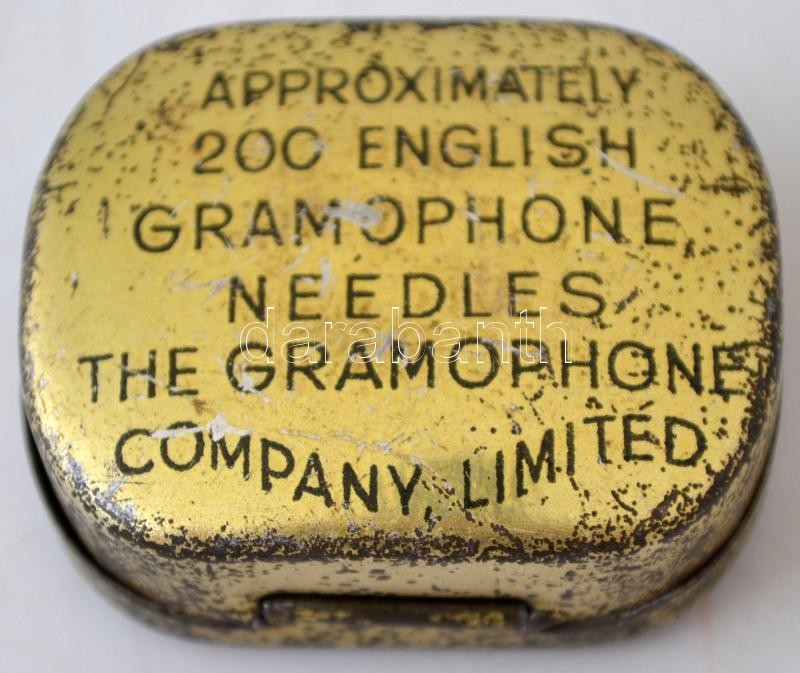 APPROXIMATELY
200 ENGLISH
GRAMOPHONE
NEEDLES
darabanth
THE GRAMOPHONE
COMPANY, LIMITED